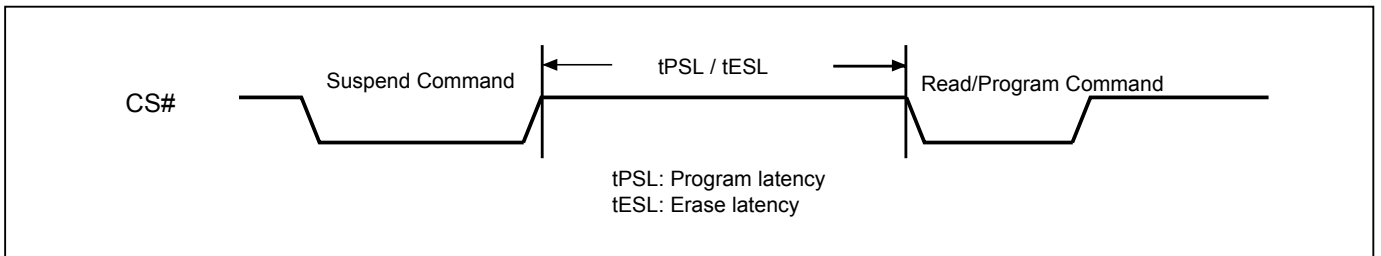 Suspend Command
tPSL / tESL
Read/Program Command
CS#
tPSL: Program latency
tESL: Erase latency